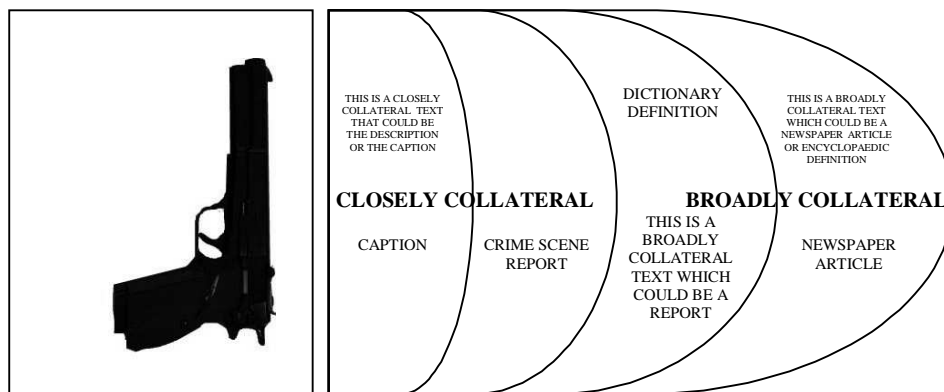 THIS IS A CLOSELY
COLLATERAL TEXT
THAT COULD BE
THE DESCRIPTION
OR THE CAPTION
DICTIONARY
DEFINITION
THIS IS A BROADLY
COLLATERAL TEXT
WHICH COULD BE A
NEWSPAPER ARTICLE
OR ENCYCLOPAEDIC
DEFINITION
CLOSELY COLLATERAL
BROADLY COLLATERAL
CAPTION
CRIME SCENE
REPORT
THIS IS A
BROADLY
COLLATERAL
TEXT WHICH
COULD BE A
REPORT
NEWSPAPER
ARTICLE